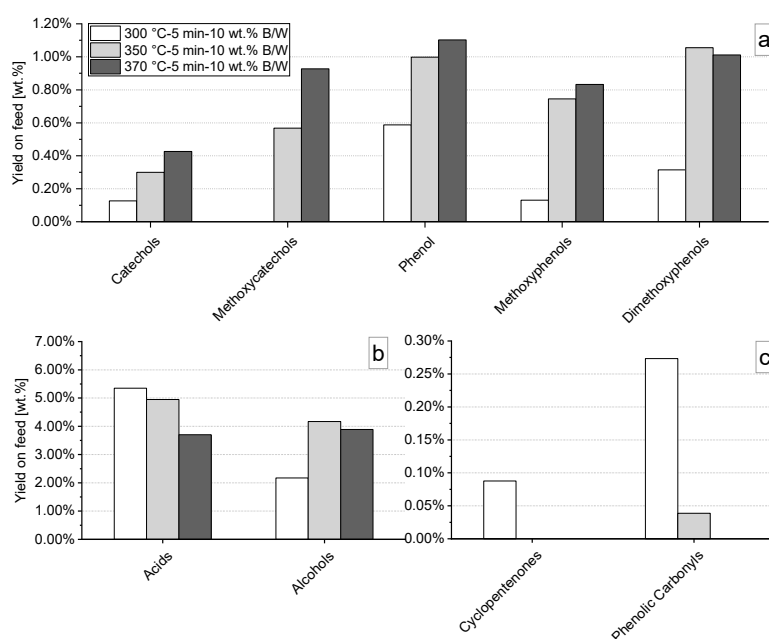 1.20%
1.00%
0.80%
0.60%
0.40%
0.20%
0.00%
Yield on feed [wt.%]
300 °C-5 min-10 wt.% B/W
350 °C-5 min-10 wt.% B/W
370 °C-5 min-10 wt.% B/W
a
Catechols
Methoxycatechols
Phenol
Methoxyphenols
Dimethoxyphenols
7.00%
6.00%
5.00%
4.00%
3.00%
2.00%
1.00%
0.00%
Yield on feed [wt.%]
b
Acids
Alcohols
0.30%
0.25%
0.20%
0.15%
0.10%
0.05%
0.00%
c
Cyclopentenones
Phenolic Carbonyls